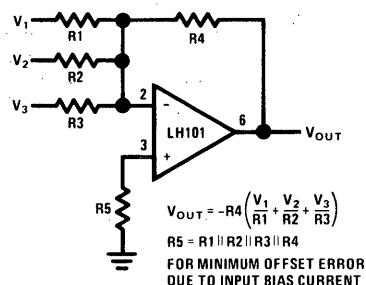 V1
R1
R4
V2
R2
V3
R3
2
LH101
6
VOUT
3
R5
VOUT = -R4 (V1/R1 + V2/R2 + V3/R3)
R5 = R1 || R2 || R3 || R4
FOR MINIMUM OFFSET ERROR
DUE TO INPUT BIAS CURRENT